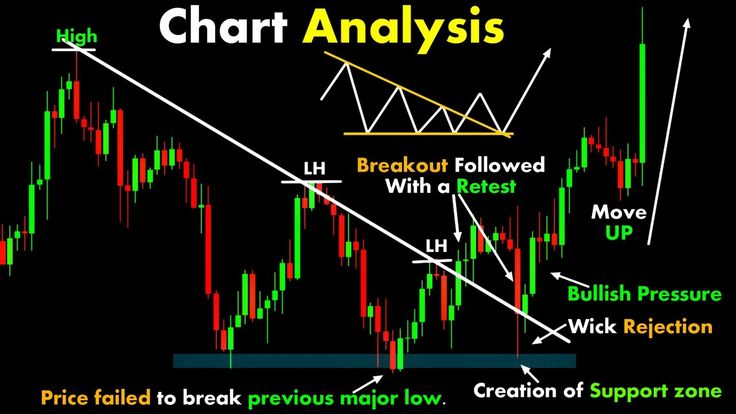 Chart Analysis
High
LH
Breakout Followed
With a Retest
LH
Move
UP
Bullish Pressure
Wick Rejection
Creation of Support zone
Price failed to break previous major low.